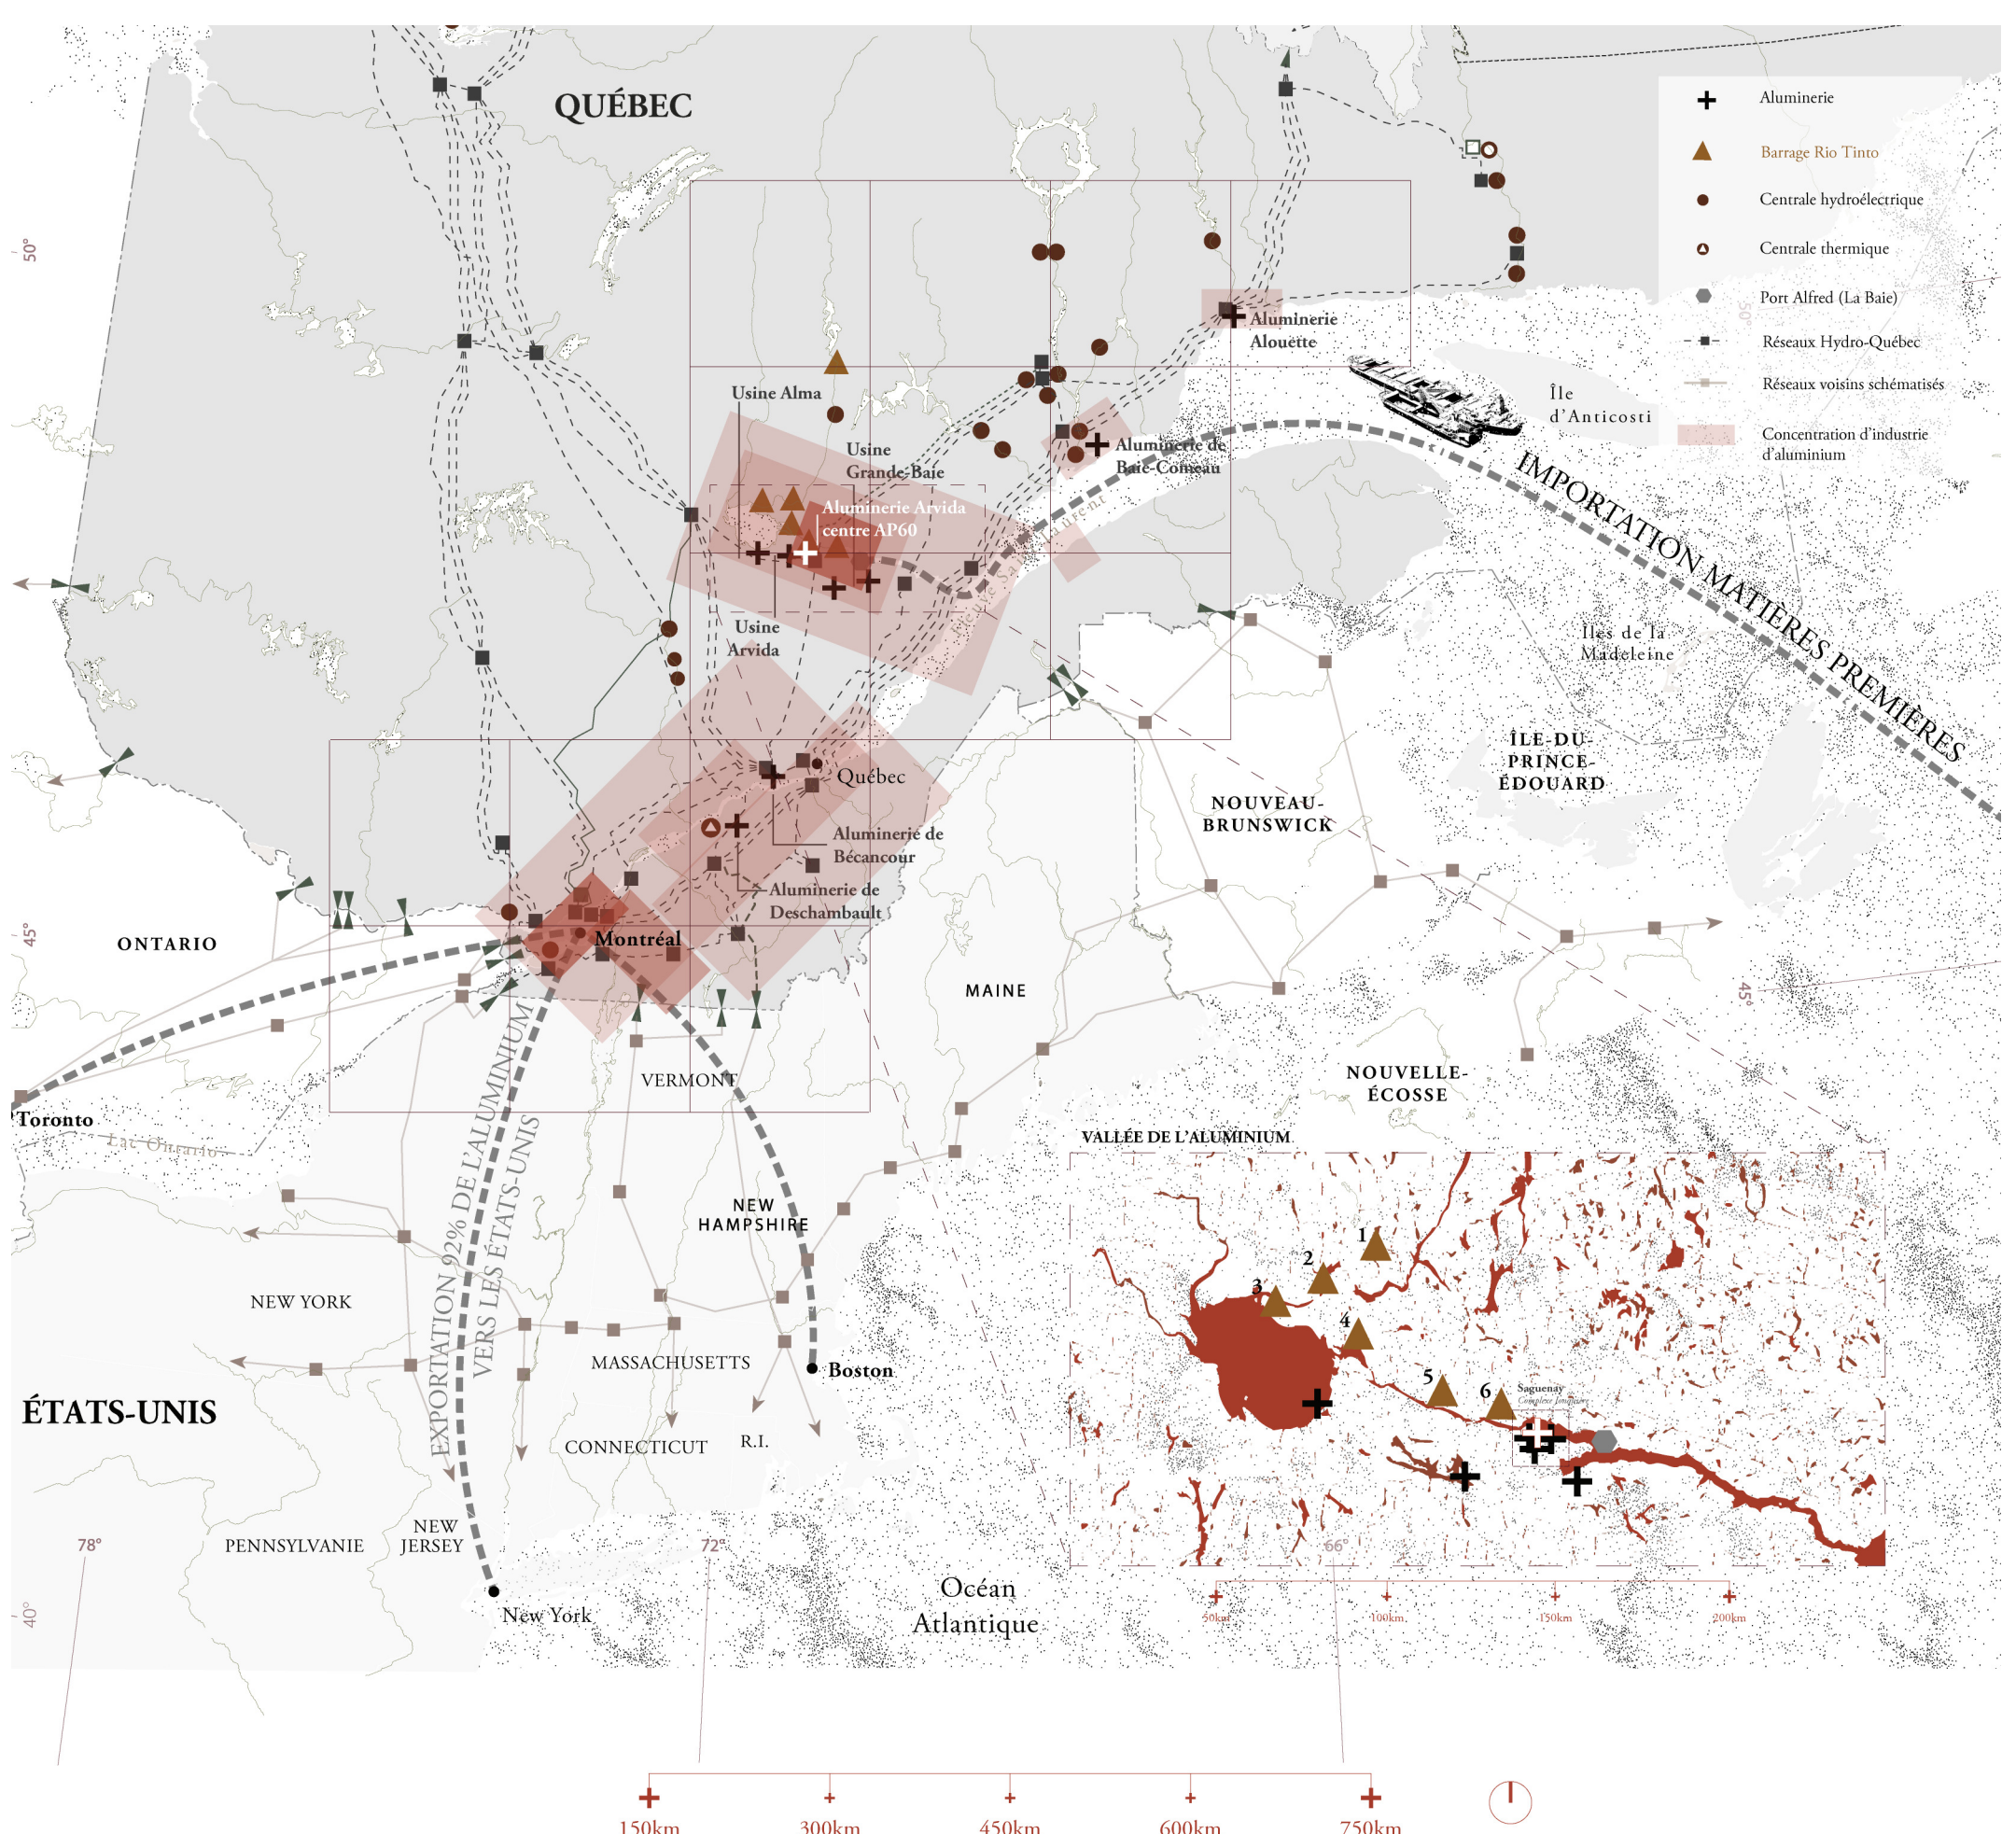 QUÉBEC
Aluminerie
Barrage Rio Tinto
Centrale hydroélectrique
Centrale thermique
Port Alfred (La Baie)
Réseaux Hydro-Québec
Réseaux voisins schématisés
Concentration d'industrie
d'aluminium
50°
50°
Aluminerie
Alouette
Île
d'Anticosti
Usine Alma
Usine
Grande-Baie
Aluminerie de
Baie-Comeau
Aluminerie Arvida
centre AP60
IMPORTATION MATIÈRES PREMIÈRES
Usine
Arvida
Îles de la
Madeleine
ÎLE-DU-
PRINCE-
ÉDOUARD
Québec
NOUVEAU-
BRUNSWICK
Aluminerie de
Bécancour
Aluminerie de
Deschambault
45°
ONTARIO
Montréal
MAINE
45°
VERMONT
NOUVELLE-
ÉCOSSE
Toronto
Lac Ontario
VALLÉE DE L'ALUMINIUM
EXPORTATION 92% DE L'ALUMINIUM
VERS LES ÉTATS-UNIS
NEW
HAMPSHIRE
1
2
3
4
5
6
Saguenay
NEW YORK
MASSACHUSETTS
Boston
ÉTATS-UNIS
CONNECTICUT
R.I.
78°
PENNSYLVANIE
NEW
JERSEY
72°
66°
Océan
Atlantique
New York
40°
50km
100km
150km
200km
150km
300km
450km
600km
750km